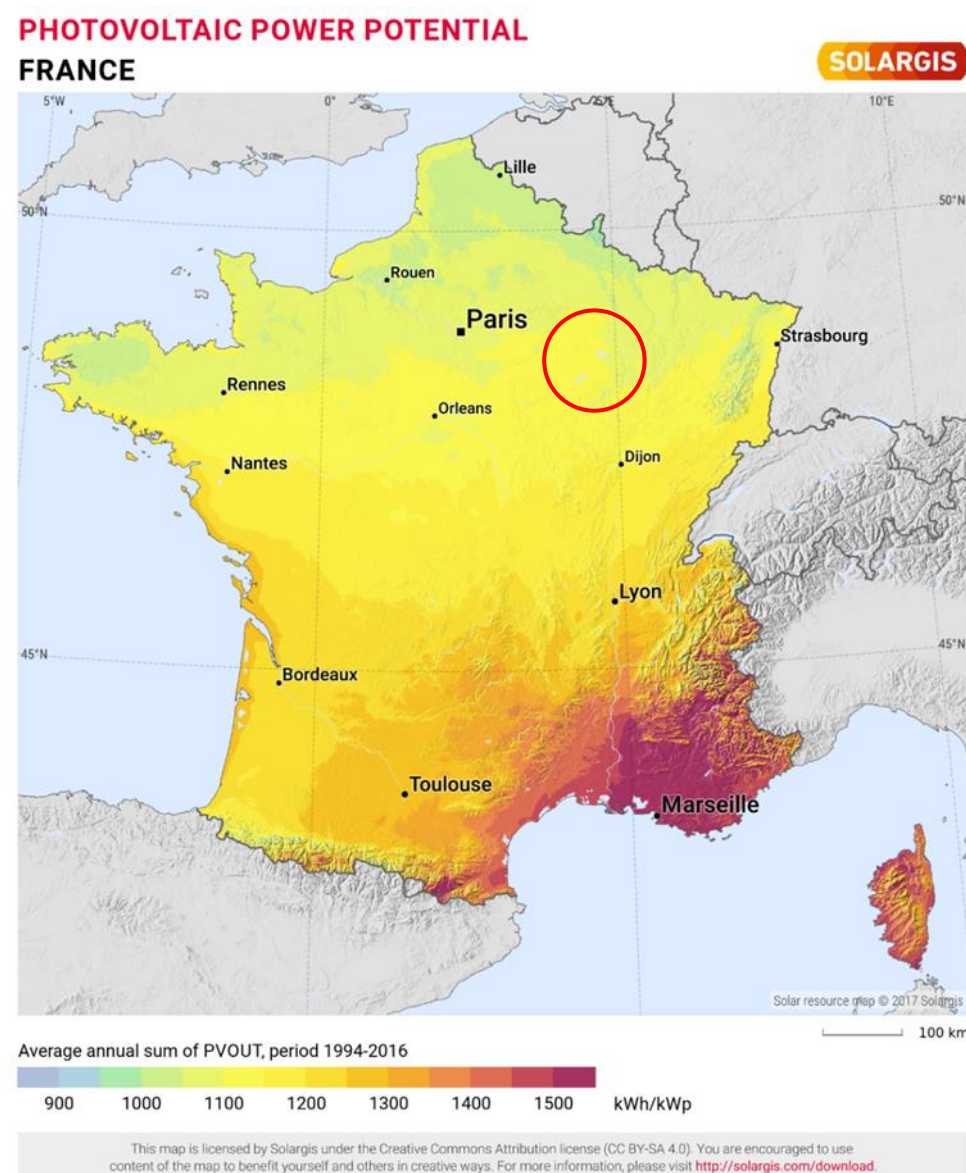 PHOTOVOLTAIC POWER POTENTIAL
FRANCE
SOLARGIS
5°W
0°
5°E
10°E
50°N
50°N
Lille
Rouen
Paris
Strasbourg
Rennes
Orleans
Nantes
Dijon
Lyon
45°N
45°N
Bordeaux
Toulouse
Marseille
Solar resource map © 2017 Solargis
100 km
Average annual sum of PVOUT, period 1994-2016
900 1000 1100 1200 1300 1400 1500 kWh/kWp
This map is licensed by Solargis under the Creative Commons Attribution license (CC BY-SA 4.0). You are encouraged to use
content of the map to benefit yourself and others in creative ways. For more information, please visit http://solargis.com/download.